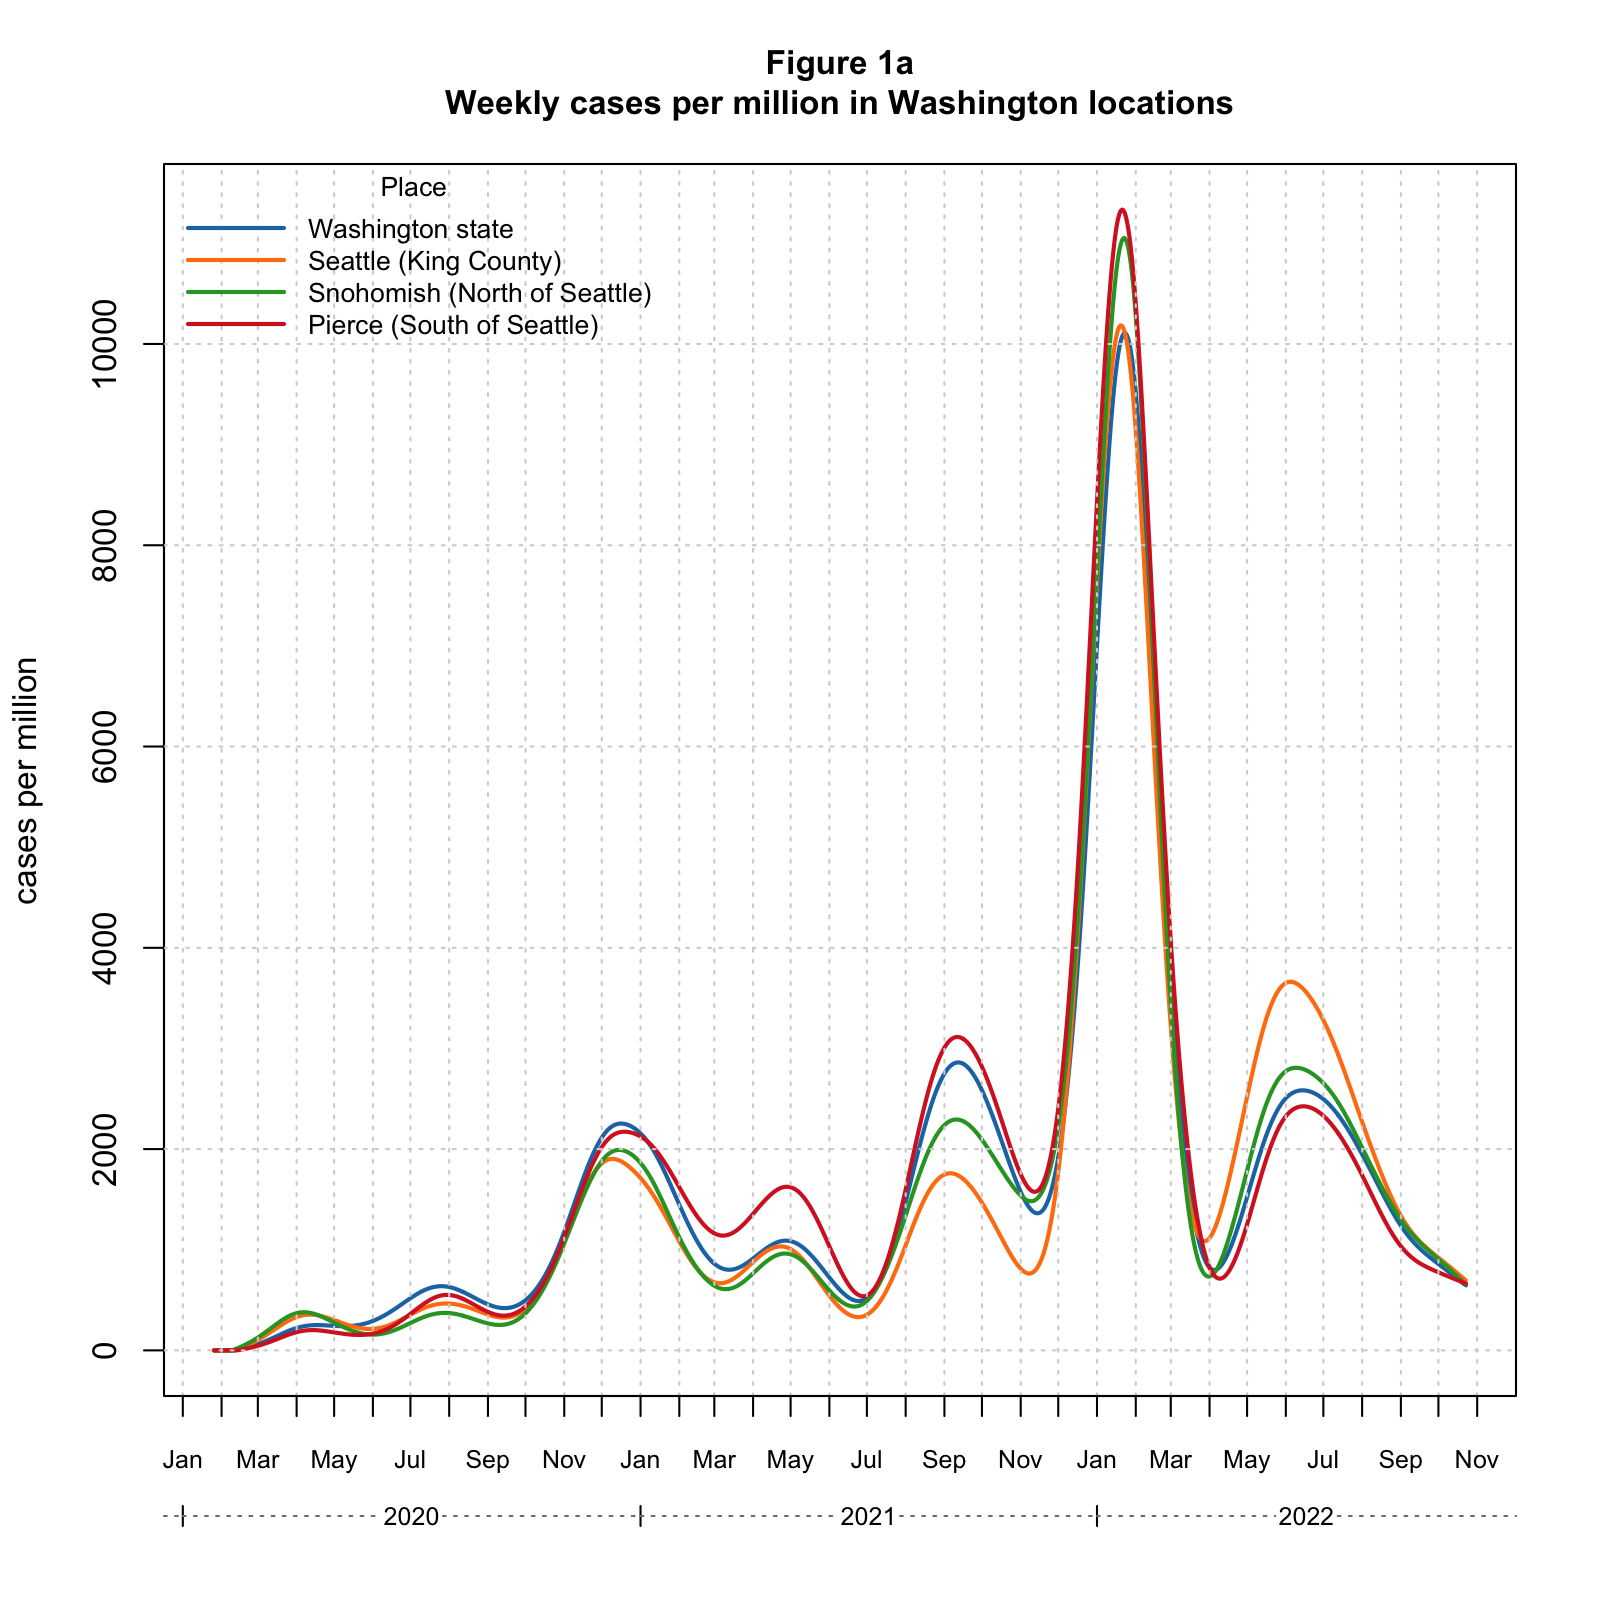 Figure 1a
Weekly cases per million in Washington locations
Place
Washington state
Seattle (King County)
Snohomish (North of Seattle)
Pierce (South of Seattle)
cases per million
10000
8000
6000
4000
2000
0
Jan Mar May Jul Sep Nov Jan Mar May Jul Sep Nov Jan Mar May Jul Sep Nov
2020 2021 2022